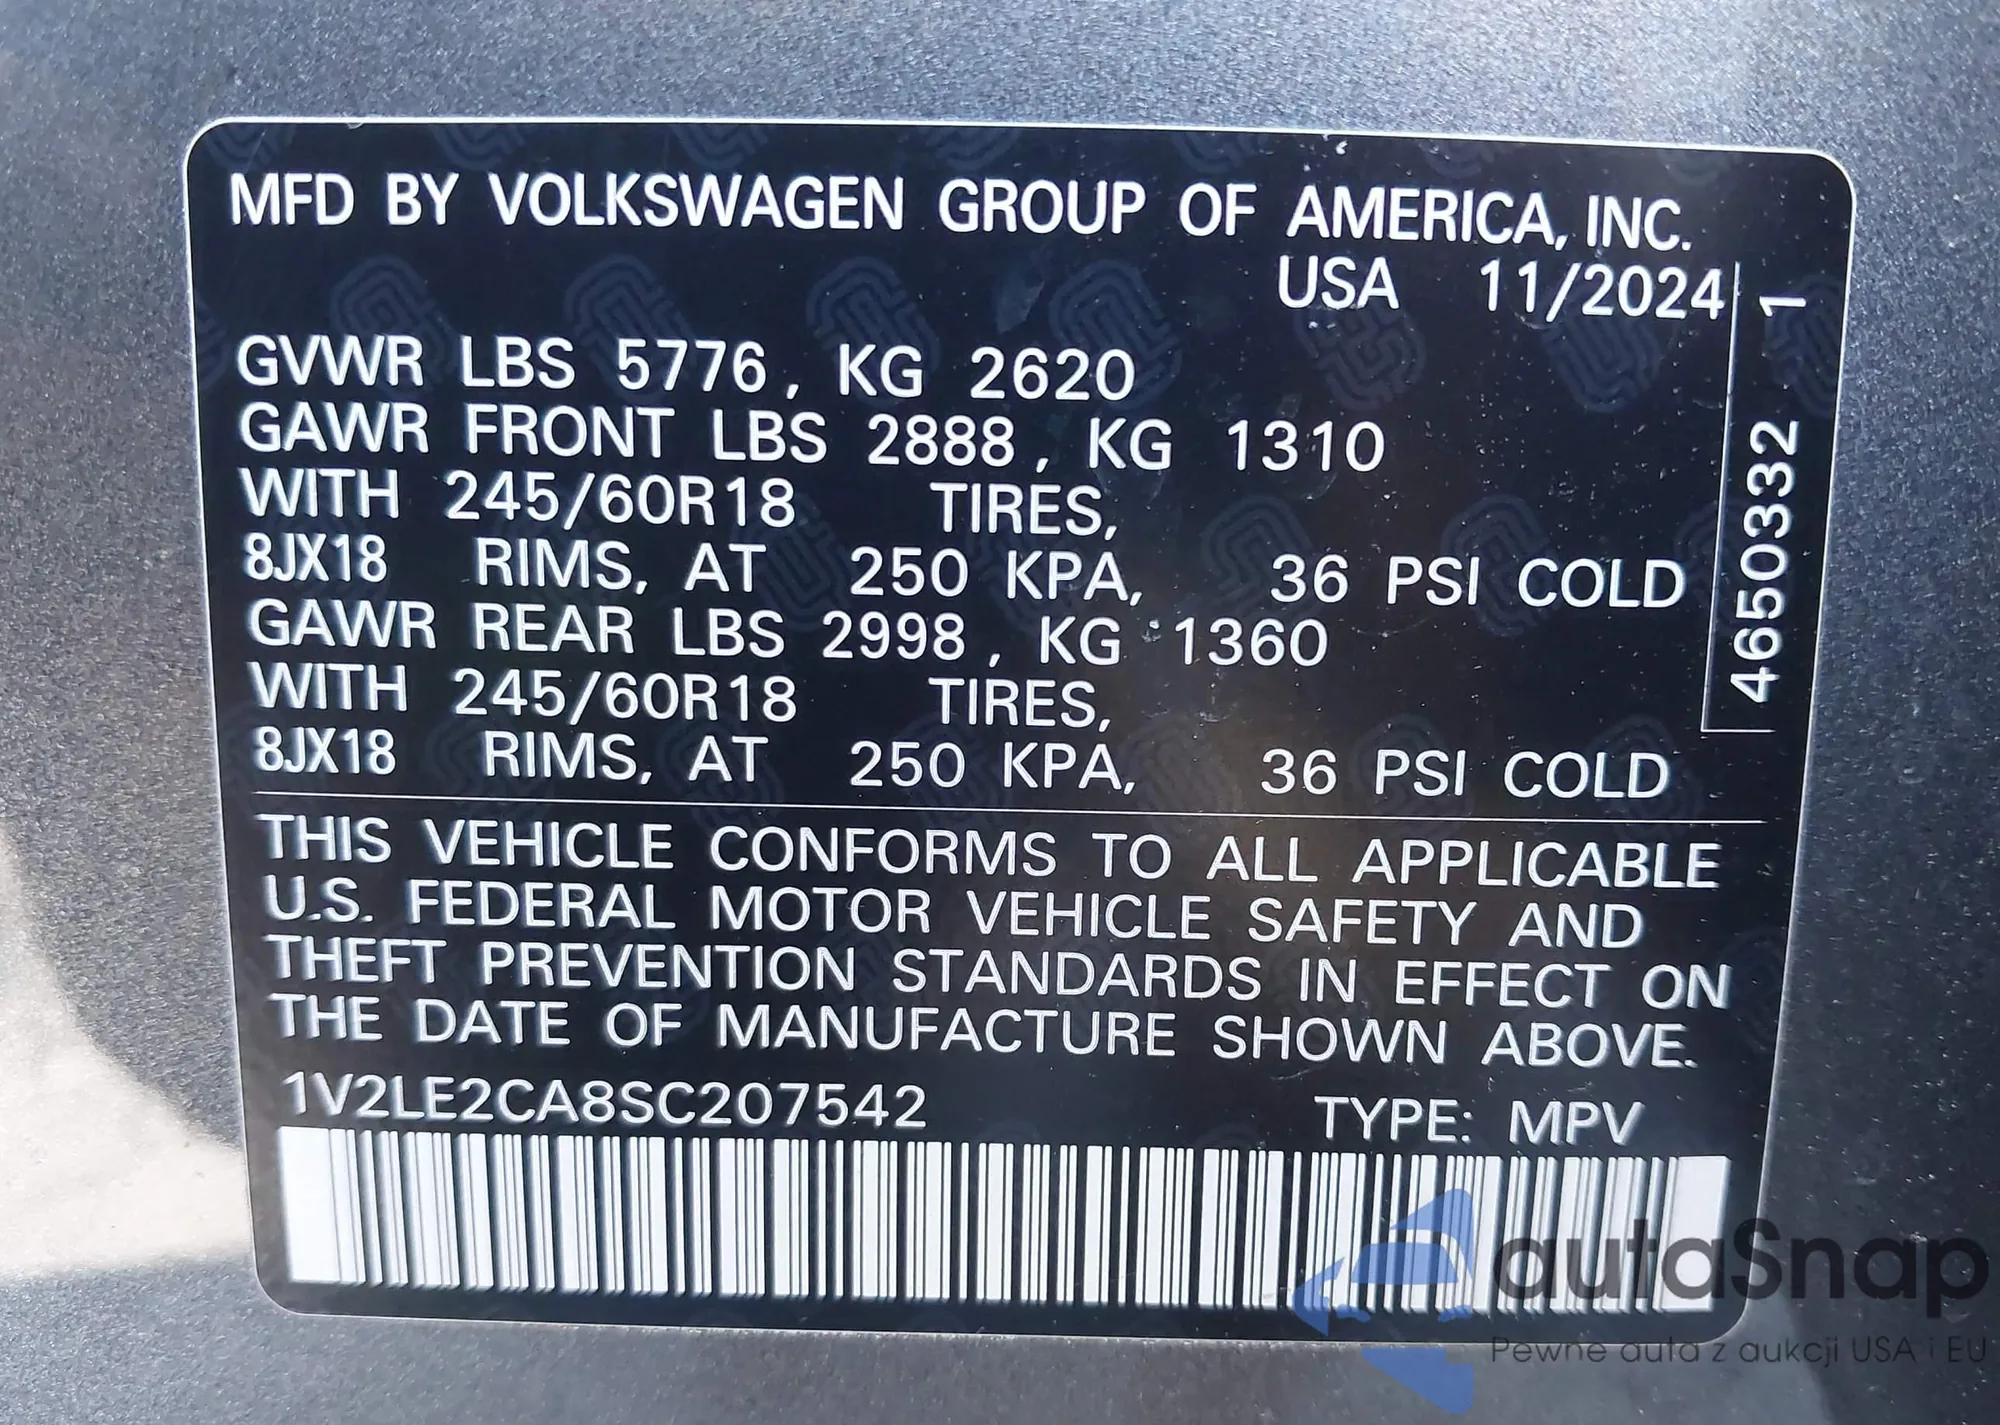 MFD BY VOLKSWAGEN GROUP OF AMERICA, INC.
USA 11/2024
GVWR LBS 5776, KG 2620
GAWR FRONT LBS 2888, KG 1310
WITH 245/60R18 TIRES,
8JX18 RIMS, AT 250 KPA, 36 PSI COLD
GAWR REAR LBS 2998, KG 1360
WITH 245/60R18 TIRES,
8JX18 RIMS, AT 250 KPA, 36 PSI COLD
4650332 1
THIS VEHICLE CONFORMS TO ALL APPLICABLE
U.S. FEDERAL MOTOR VEHICLE SAFETY AND
THEFT PREVENTION STANDARDS IN EFFECT ON
THE DATE OF MANUFACTURE SHOWN ABOVE.
1V2LE2CA8SC207542 TYPE: MPV
autaSnap
Pewne auta z aukcji USA i EU